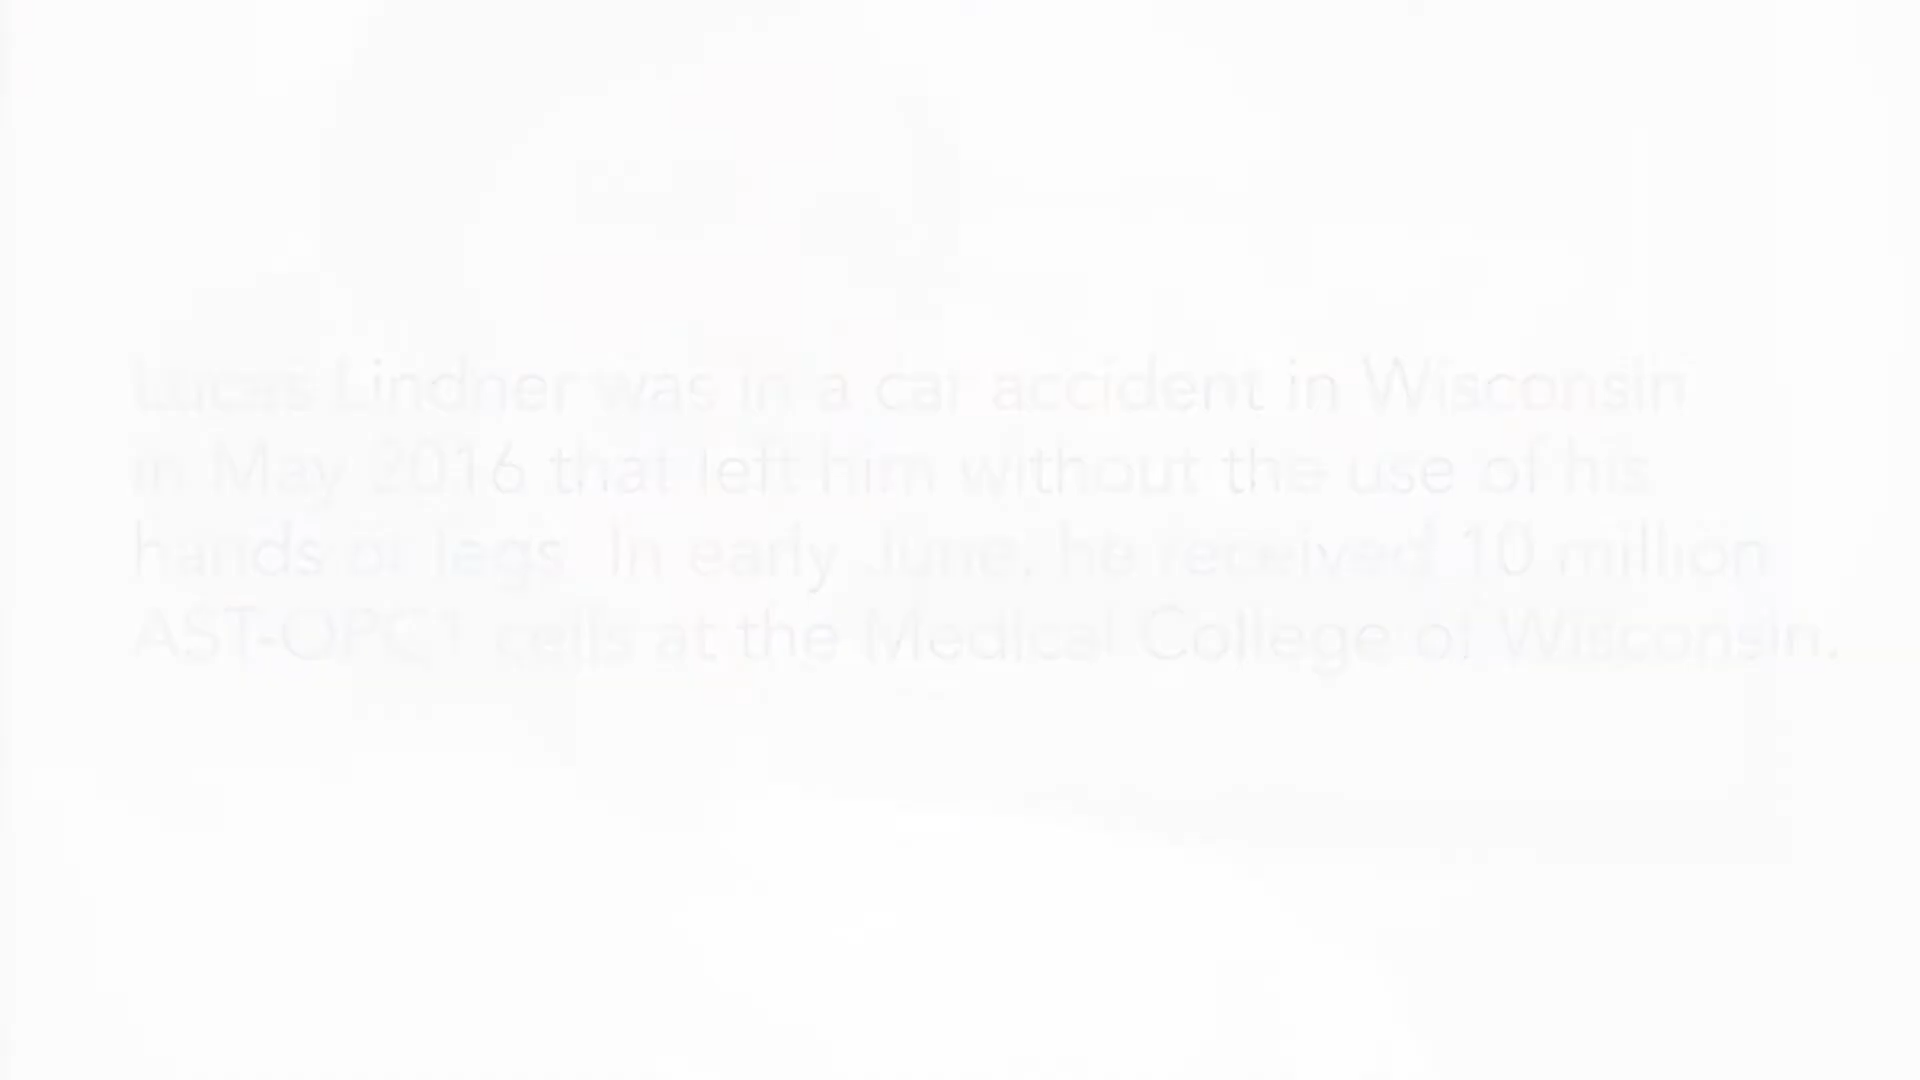 Lucas Lindner was in a car accident in Wisconsin
in May 2016 that left him without the use of his
hands or legs. In early June, he received 10 million
AST-OPC1 cells at the Medical College of Wisconsin.